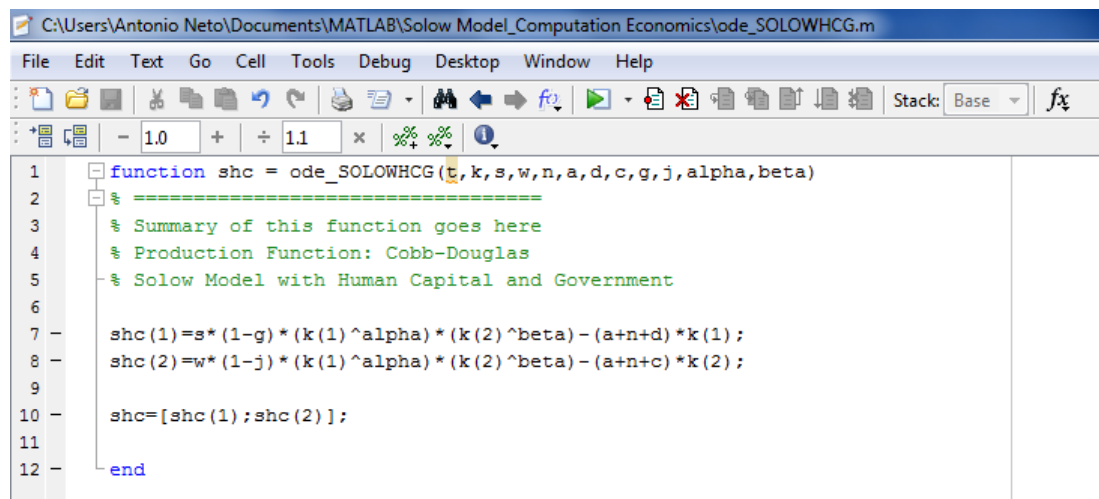 C:\Users\Antonio Neto\Documents\MATLAB\Solow Model_Computation Economics\ode_SOLOWHCG.m
File Edit Text Go Cell Tools Debug Desktop Window Help
Stack: Base fx
- 1.0 + ÷ 1.1 ×
1 function shc = ode_SOLOWHCG(t,k,s,w,n,a,d,c,g,j,alpha,beta)
2 % ==================================
3 % Summary of this function goes here
4 % Production Function: Cobb-Douglas
5 % Solow Model with Human Capital and Government
6
7 - shc(1)=s*(1-g)*(k(1)^alpha)*(k(2)^beta)-(a+n+d)*k(1);
8 - shc(2)=w*(1-j)*(k(1)^alpha)*(k(2)^beta)-(a+n+c)*k(2);
9
10 - shc=[shc(1);shc(2)];
11
12 - end